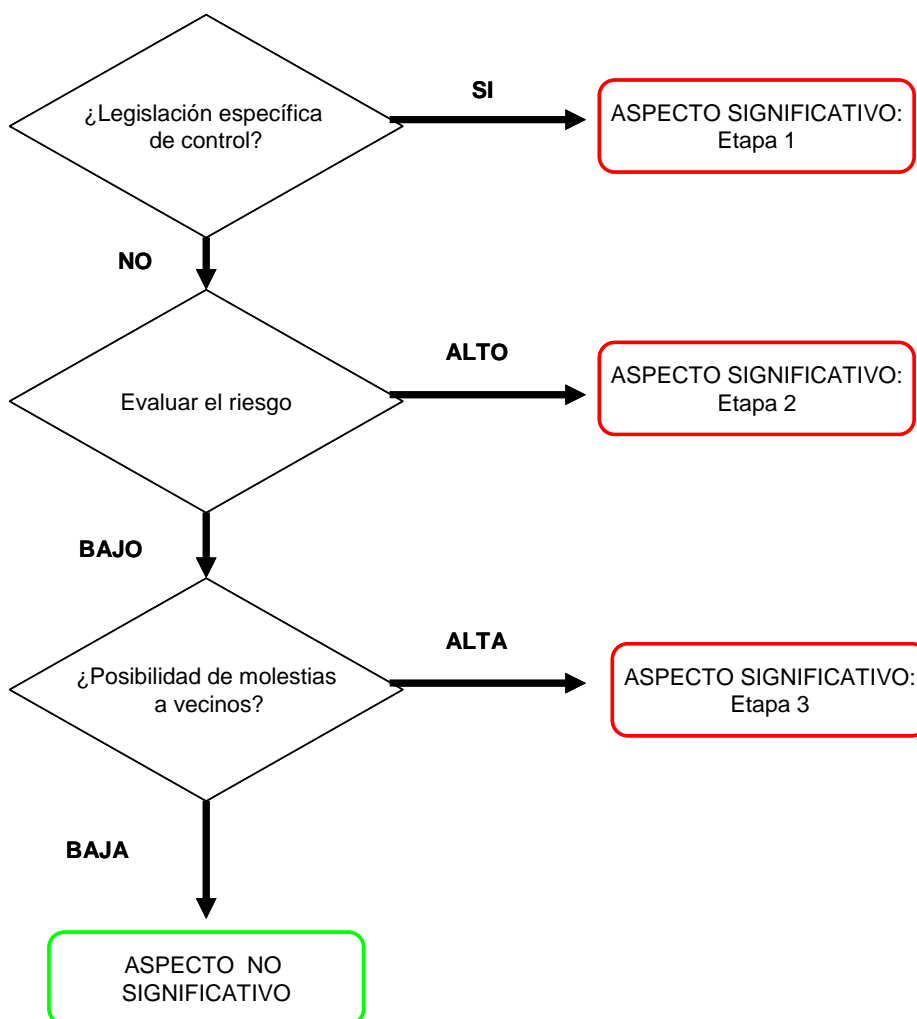 ¿Legislación específica
de control?
SI
ASPECTO SIGNIFICATIVO:
Etapa 1
NO
Evaluar el riesgo
ALTO
ASPECTO SIGNIFICATIVO:
Etapa 2
BAJO
¿Posibilidad de molestias
a vecinos?
ALTA
ASPECTO SIGNIFICATIVO:
Etapa 3
BAJA
ASPECTO NO
SIGNIFICATIVO